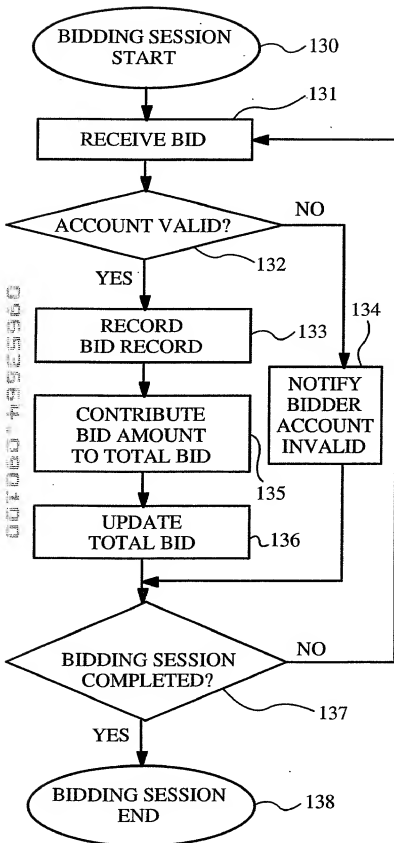 BIDDING SESSION
START
130
131
RECEIVE BID
ACCOUNT VALID?
NO
132
YES
RECORD
BID RECORD
133
134
NOTIFY
BIDDER
ACCOUNT
INVALID
CONTRIBUTE
BID AMOUNT
TO TOTAL BID
135
UPDATE
TOTAL BID
136
BIDDING SESSION
COMPLETED?
NO
137
YES
BIDDING SESSION
END
138